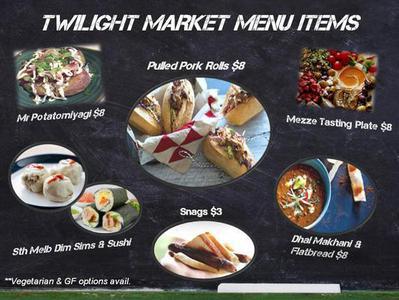 TWILIGHT MARKET MENU ITEMS
Pulled Pork Rolls $8
Mr Potatomiyagi $8
Mezze Tasting Plate $8
Sth Melb Dim Sims & Sushi
Snags $3
Dhal Makhani &
Flatbread $8
**Vegetarian & GF options avail.